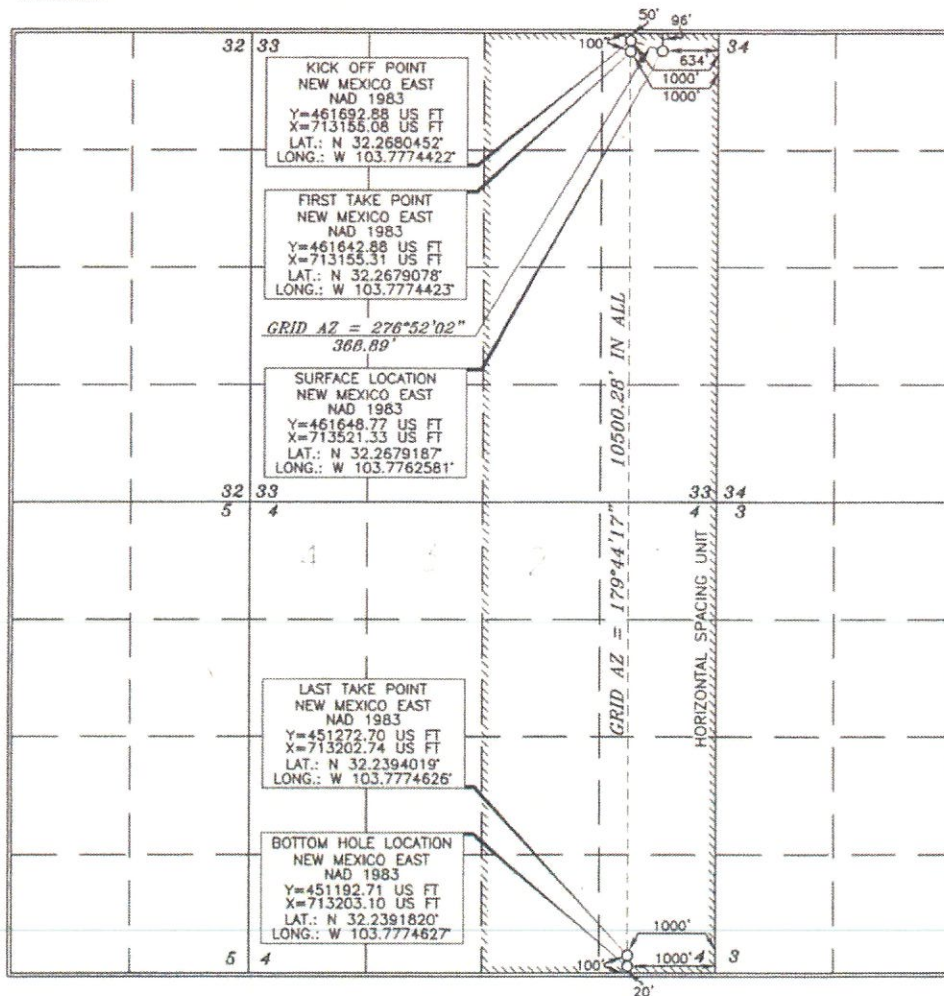 50'
96'
32 33
100'
34
634'
1000'
1000'
KICK OFF POINT
NEW MEXICO EAST
NAD 1983
Y=461692.88 US FT
X=713155.08 US FT
LAT.: N 32.2680452°
LONG.: W 103.7774422°
FIRST TAKE POINT
NEW MEXICO EAST
NAD 1983
Y=461642.88 US FT
X=713155.31 US FT
LAT.: N 32.2679078°
LONG.: W 103.7774423°
GRID AZ = 276°52'02"
368.89'
SURFACE LOCATION
NEW MEXICO EAST
NAD 1983
Y=461648.77 US FT
X=713521.33 US FT
LAT.: N 32.2679187°
LONG.: W 103.7762581°
GRID AZ = 179°44'17" 10500.28' IN ALL
32 33
5 4
33 34
4 3
HORIZONTAL SPACING UNIT
4
2
LAST TAKE POINT
NEW MEXICO EAST
NAD 1983
Y=451272.70 US FT
X=713202.74 US FT
LAT.: N 32.2394019°
LONG.: W 103.7774626°
BOTTOM HOLE LOCATION
NEW MEXICO EAST
NAD 1983
Y=451192.71 US FT
X=713203.10 US FT
LAT.: N 32.2391820°
LONG.: W 103.7774627°
1000'
5 4
100'
1000' 4 3
20'